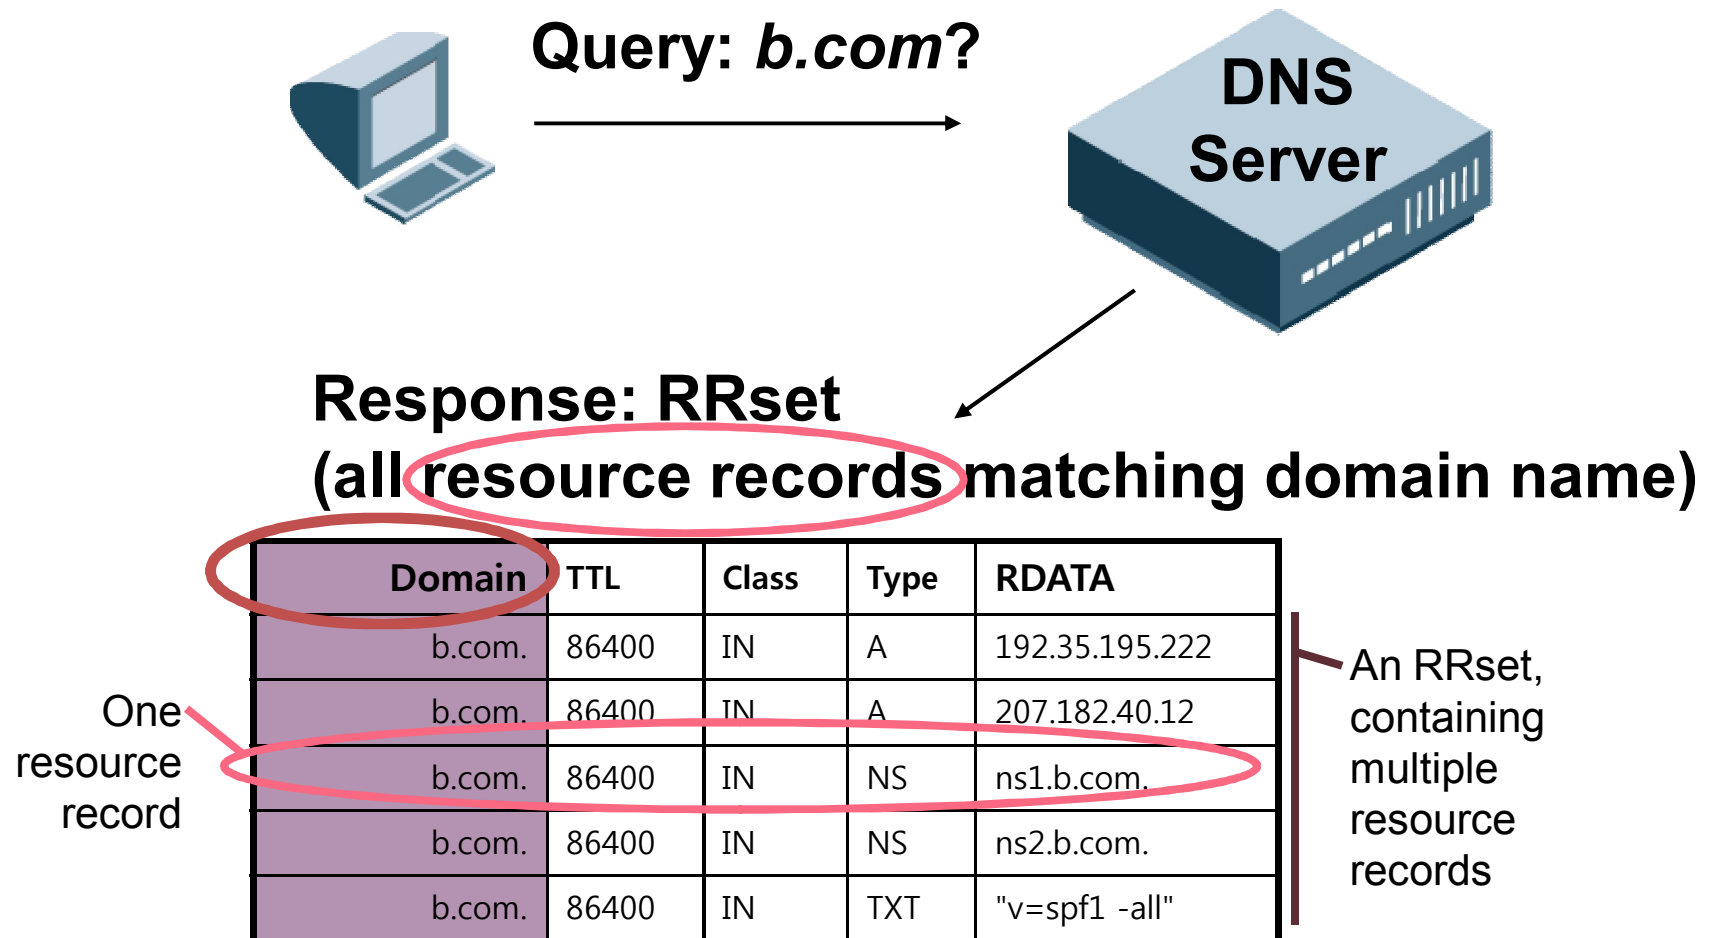 Query: b.com?
DNS
Server
Response: RRset
(all resource records matching domain name)
Domain TTL Class Type RDATA
b.com. 86400 IN A 192.35.195.222
b.com. 86400 IN A 207.182.40.12
b.com. 86400 IN NS ns1.b.com.
b.com. 86400 IN NS ns2.b.com.
b.com. 86400 IN TXT "v=spf1 -all"
One
resource
record
An RRset,
containing
multiple
resource
records